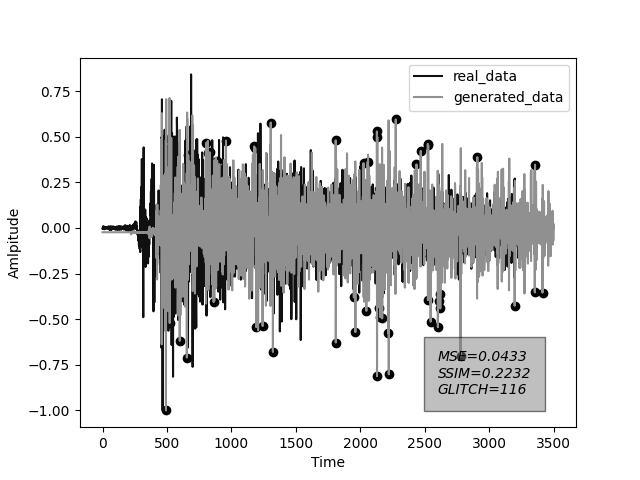 real_data
generated_data
0.75
0.50
0.25
0.00
−0.25
−0.50
−0.75
−1.00
Amlpitude
MSE=0.0433
SSIM=0.2232
GLITCH=116
0 500 1000 1500 2000 2500 3000 3500
Time